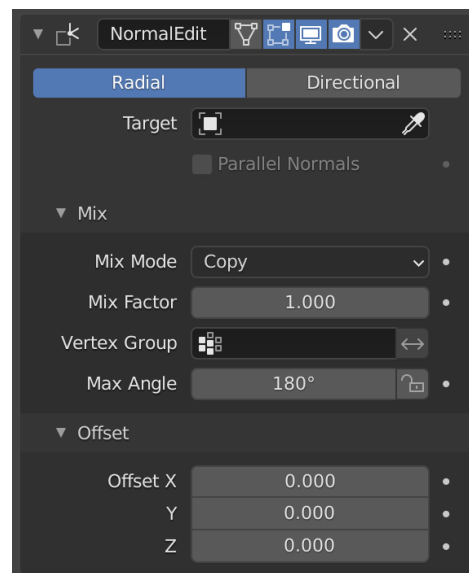 NormalEdit
Radial Directional
Target
Parallel Normals
Mix
Mix Mode Copy
Mix Factor 1.000
Vertex Group
Max Angle 180°
Offset
Offset X 0.000
Y 0.000
Z 0.000